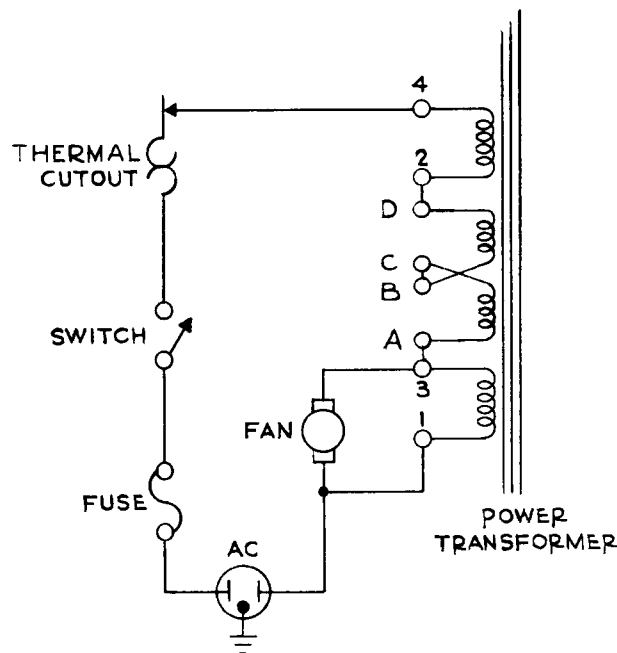 4
THERMAL
CUTOUT
2
D
C
B
SWITCH
A
3
FAN
1
FUSE
AC
POWER
TRANSFORMER